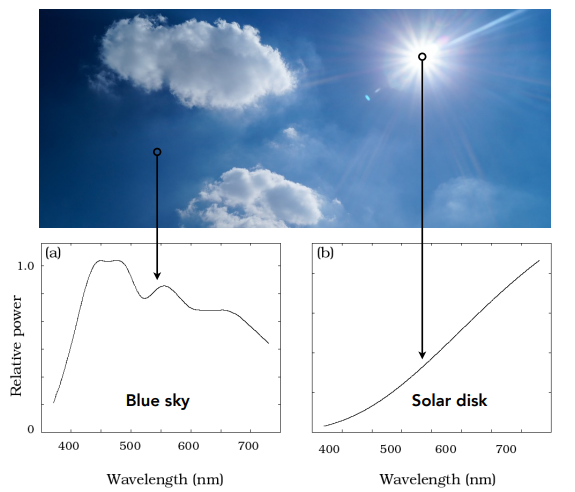 (a)
1.0
0
Relative power
Blue sky
400 500 600 700
Wavelength (nm)
(b)
Solar disk
400 500 600 700
Wavelength (nm)